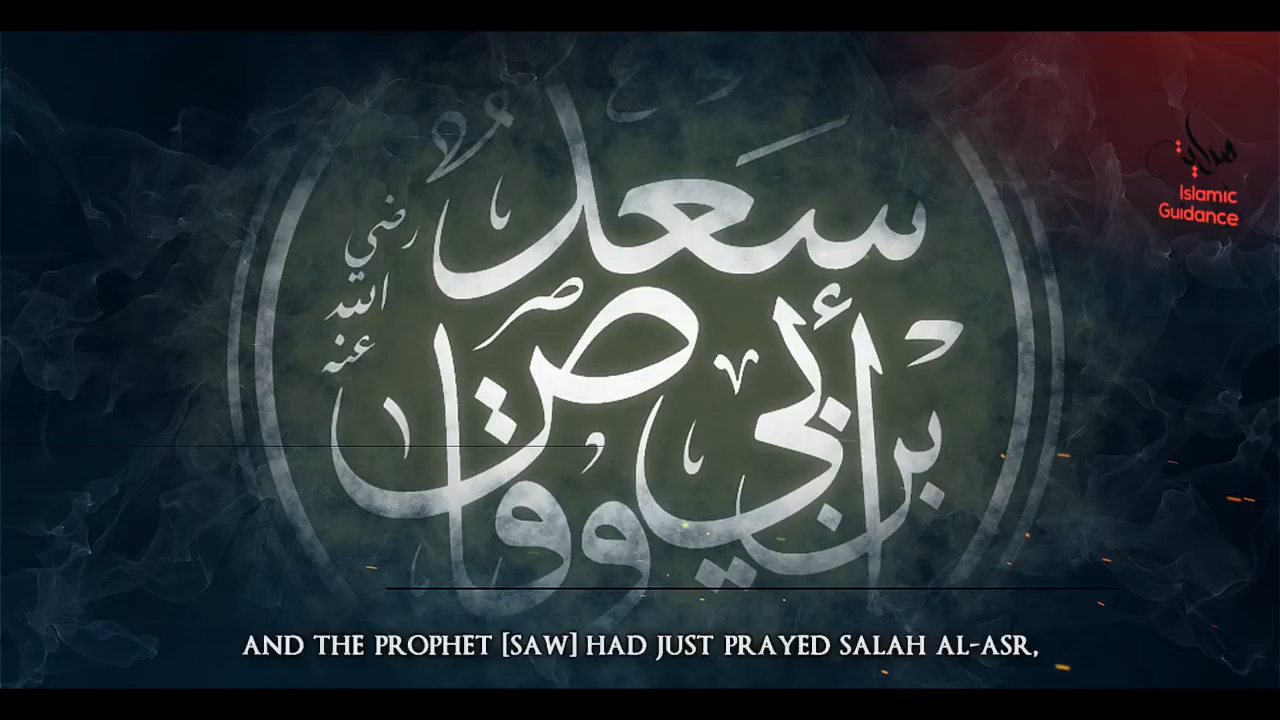 سعد
بن أبي وقاص
رضي
الله
عنه
هداية
Islamic
Guidance
AND THE PROPHET [SAW] HAD JUST PRAYED SALAH AL-ASR,